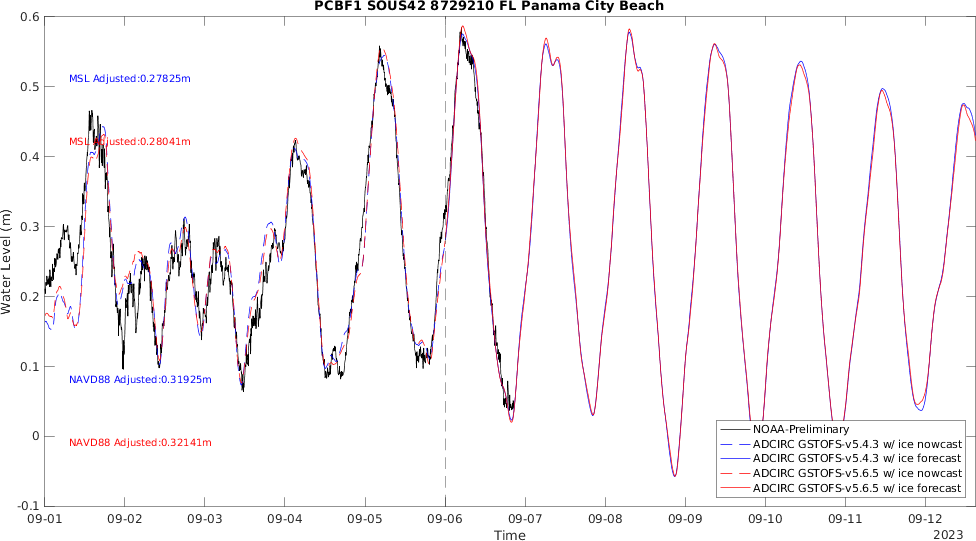 PCBF1 SOUS42 8729210 FL Panama City Beach
0.6
0.5
0.4
0.3
0.2
0.1
0
-0.1
Water Level (m)
MSL Adjusted:0.27825m
MSL Adjusted:0.28041m
NAVD88 Adjusted:0.31925m
NAVD88 Adjusted:0.32141m
NOAA-Preliminary
ADCIRC GSTOFS-v5.4.3 w/ ice nowcast
ADCIRC GSTOFS-v5.4.3 w/ ice forecast
ADCIRC GSTOFS-v5.6.5 w/ ice nowcast
ADCIRC GSTOFS-v5.6.5 w/ ice forecast
09-01 09-02 09-03 09-04 09-05 09-06 09-07 09-08 09-09 09-10 09-11 09-12
Time
2023